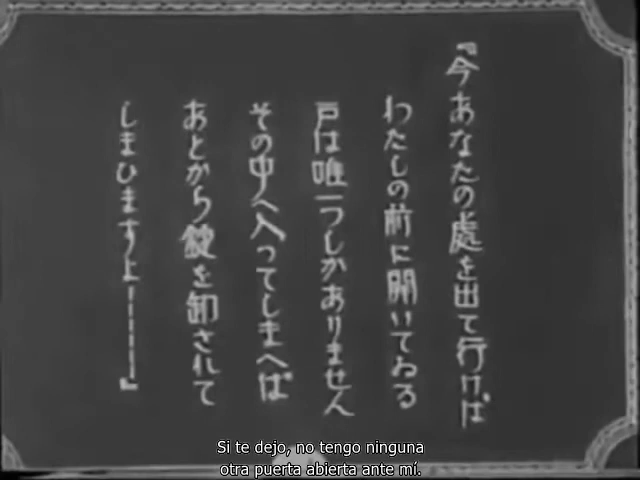 『今あなたの處を出て行けば
わたしの前に開いてゐる
戸は唯一つしかありません
その中へ入ってしまへば
あとから錠を卸されて
しまひますよ―――』
Si te dejo, no tengo ninguna
otra puerta abierta ante mí.